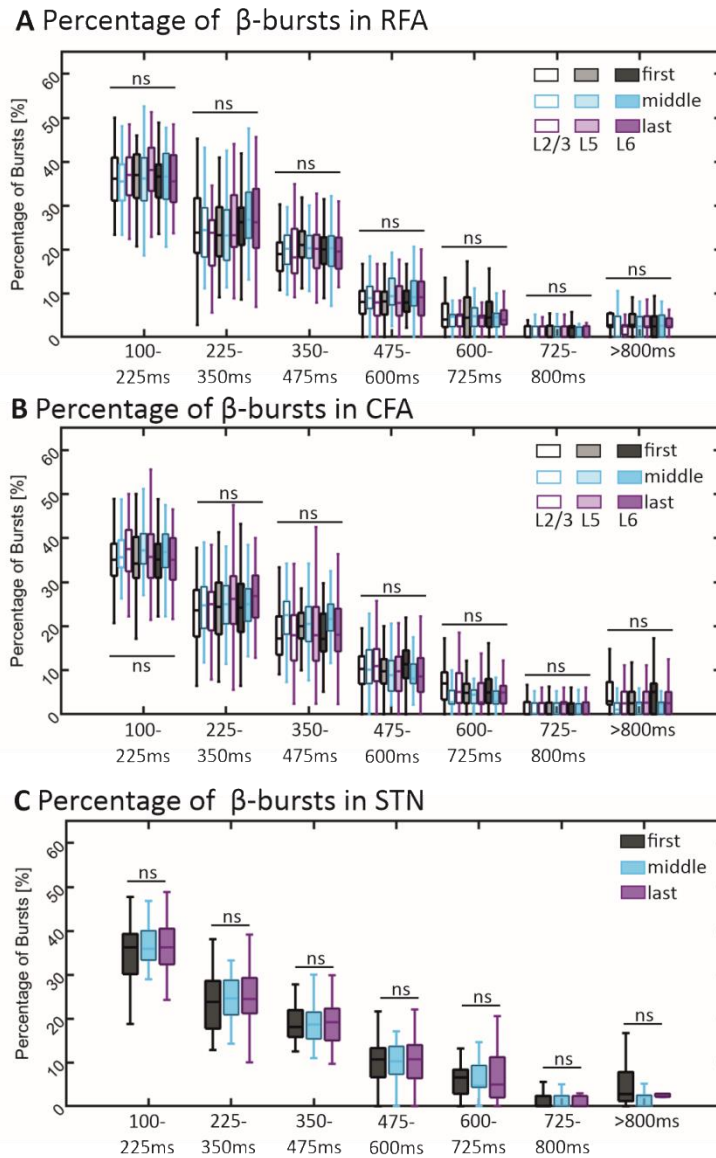 A Percentage of β-bursts in RFA
Percentage of Bursts [%]
60
50
40
30
20
10
0
ns
ns
ns
ns
ns
ns
ns
first
middle
last
L2/3 L5 L6
100- 225- 350- 475- 600- 725- >800ms
225ms 350ms 475ms 600ms 725ms 800ms
B Percentage of β-bursts in CFA
Percentage of Bursts [%]
60
50
40
30
20
10
0
ns
ns
ns
ns
ns
ns
ns
first
middle
last
L2/3 L5 L6
100- 225- 350- 475- 600- 725- >800ms
225ms 350ms 475ms 600ms 725ms 800ms
C Percentage of β-bursts in STN
Percentage of Bursts [%]
60
50
40
30
20
10
0
ns
ns
ns
ns
ns
ns
ns
first
middle
last
100- 225- 350- 475- 600- 725- >800ms
225ms 350ms 475ms 600ms 725ms 800ms